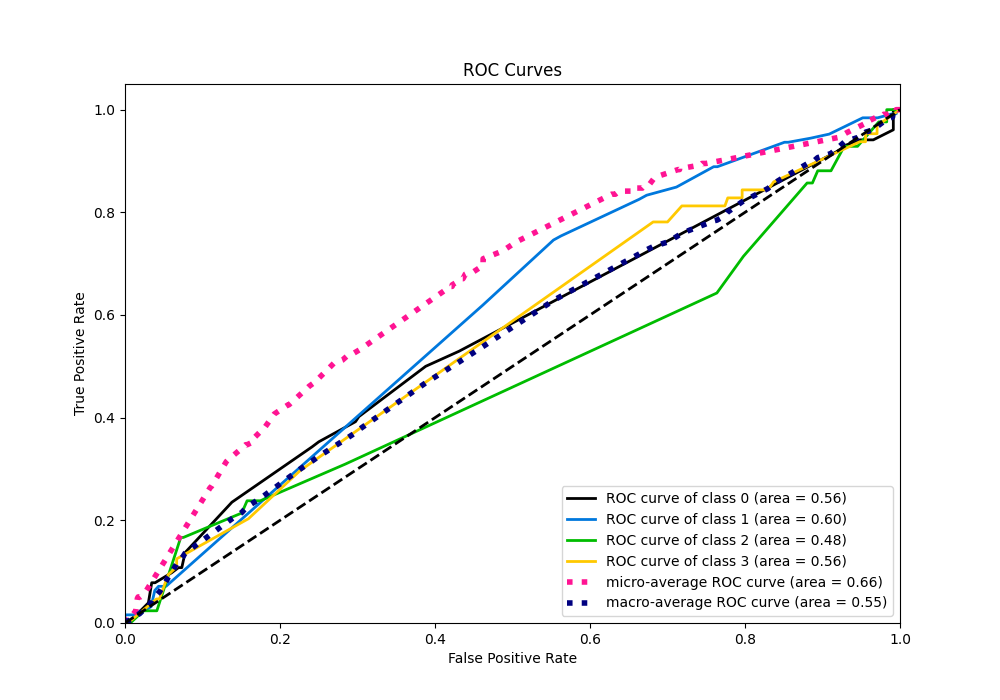 ROC Curves
True Positive Rate
1.0
0.8
0.6
0.4
0.2
0.0
0.0 0.2 0.4 0.6 0.8 1.0
False Positive Rate
ROC curve of class 0 (area = 0.56)
ROC curve of class 1 (area = 0.60)
ROC curve of class 2 (area = 0.48)
ROC curve of class 3 (area = 0.56)
micro-average ROC curve (area = 0.66)
macro-average ROC curve (area = 0.55)